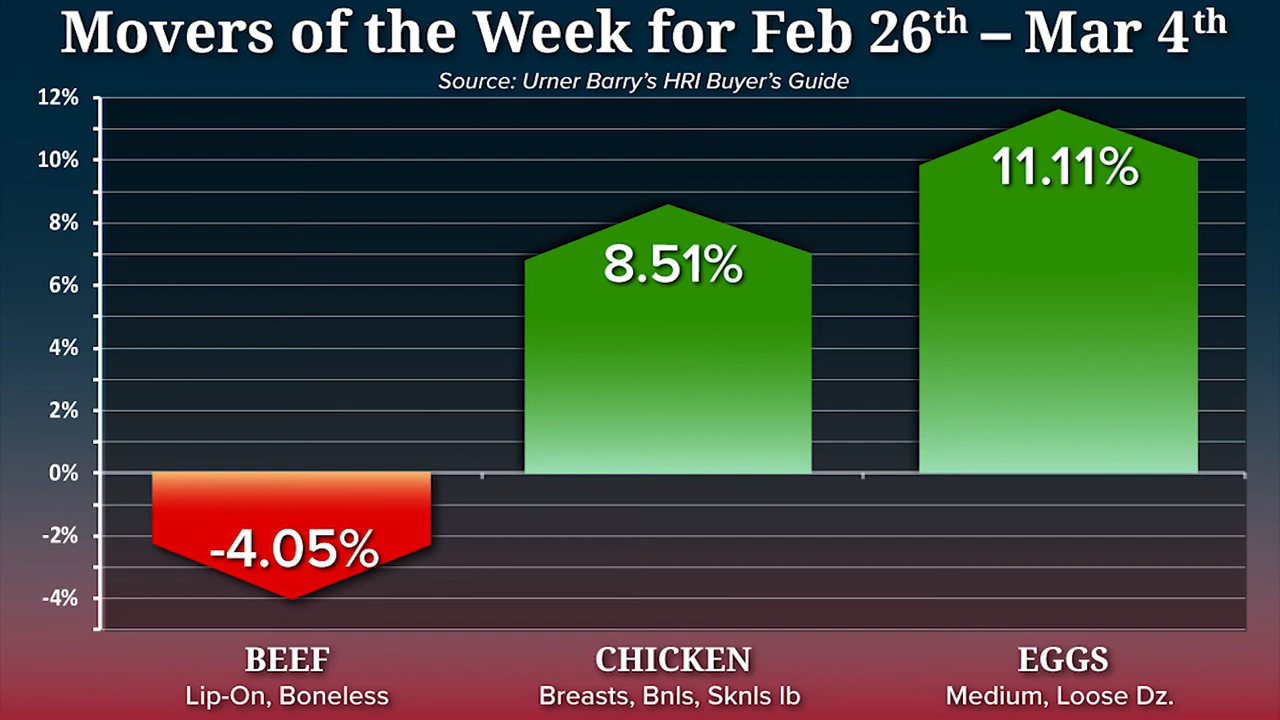 Movers of the Week for Feb 26th – Mar 4th
Source: Urner Barry's HRI Buyer's Guide
12%
10%
8%
6%
4%
2%
0%
-2%
-4%
-4.05%
8.51%
11.11%
BEEF
Lip-On, Boneless
CHICKEN
Breasts, Bnls, Sknls lb
EGGS
Medium, Loose Dz.